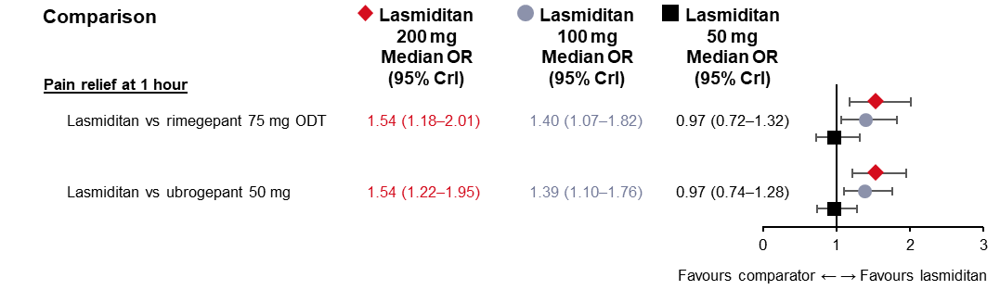 Comparison
Lasmiditan
200 mg
Median OR
(95% CrI)
Lasmiditan
100 mg
Median OR
(95% CrI)
Lasmiditan
50 mg
Median OR
(95% CrI)
Pain relief at 1 hour
Lasmiditan vs rimegepant 75 mg ODT 1.54 (1.18–2.01) 1.40 (1.07–1.82) 0.97 (0.72–1.32)
Lasmiditan vs ubrogepant 50 mg 1.54 (1.22–1.95) 1.39 (1.10–1.76) 0.97 (0.74–1.28)
0 1 2 3
Favours comparator ← → Favours lasmiditan